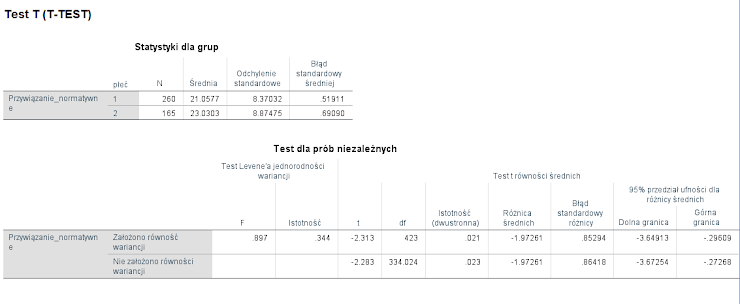 Test T (T-TEST)
Statystyki dla grup
płeć N Średnia Odchylenie standardowe Błąd standardowy średniej
Przywiązanie_normatywne 1 260 21.0577 8.37032 .51911
2 165 23.0303 8.87475 .69090
Test dla prób niezależnych
Test Levene'a jednorodności wariancji Test t równości średnich
95% przedział ufności dla różnicy średnich
F Istotność t df Istotność (dwustronna) Różnica średnich Błąd standardowy różnicy Dolna granica Górna granica
Przywiązanie_normatywne Założono równość wariancji .897 .344 -2.313 423 .021 -1.97261 .85294 -3.64913 -.29609
Nie założono równości wariancji -2.283 334.024 .023 -1.97261 .86418 -3.67254 -.27268